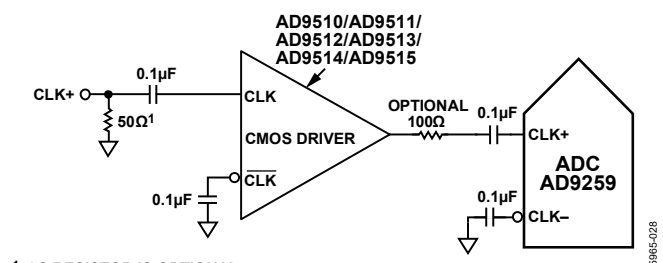 AD9510/AD9511/
AD9512/AD9513/
AD9514/AD9515
0.1µF
CLK+
50Ω1
CLK
CMOS DRIVER
CLK
0.1µF
OPTIONAL
100Ω
0.1µF
CLK+
ADC
AD9259
0.1µF
CLK–
5965-028